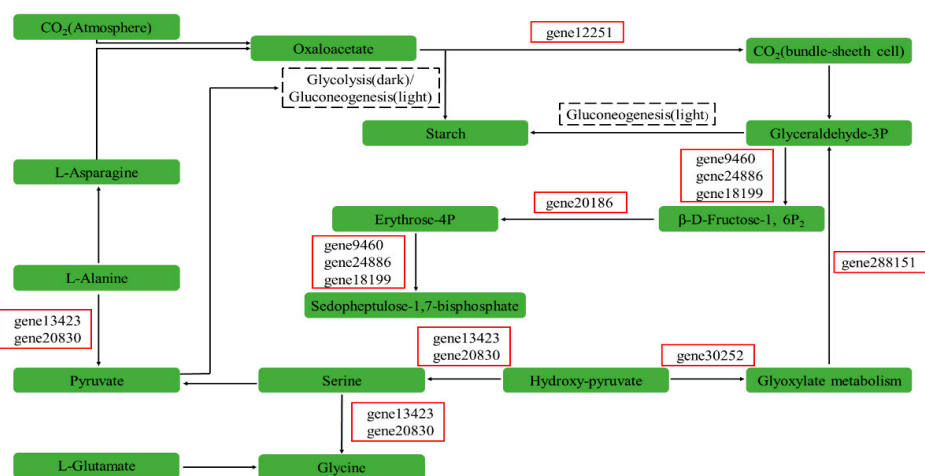 CO₂(Atmosphere)
Oxaloacetate
gene12251
CO₂(bundle-sheeth cell)
Glycolysis(dark)/
Gluconeogenesis(light)
Starch
Gluconeogenesis(light)
Glyceraldehyde-3P
L-Asparagine
gene9460
gene24886
gene18199
Erythrose-4P
gene20186
β-D-Fructose-1, 6P₂
gene9460
gene24886
gene18199
gene288151
L-Alanine
Sedopheptulose-1,7-bisphosphate
gene13423
gene20830
gene13423
gene20830
gene30252
Pyruvate
Serine
Hydroxy-pyruvate
Glyoxylate metabolism
gene13423
gene20830
L-Glutamate
Glycine